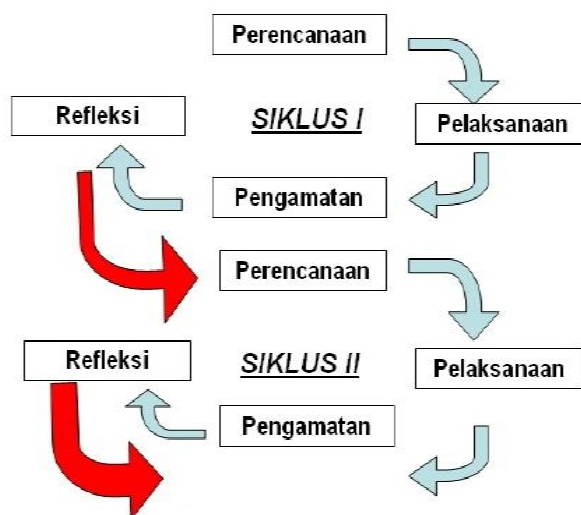 Perencanaan
Refleksi
SIKLUS I
Pelaksanaan
Pengamatan
Perencanaan
Refleksi
SIKLUS II
Pelaksanaan
Pengamatan